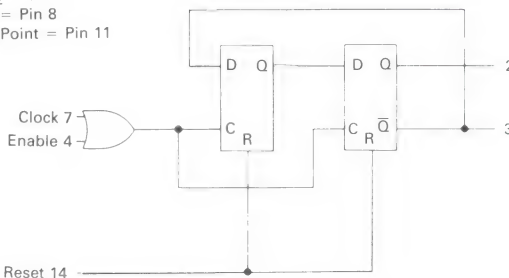 = Pin 8
Point = Pin 11
D Q
D Q
2
Clock 7
Enable 4
C
R
C Q̅
R
3
Reset 14